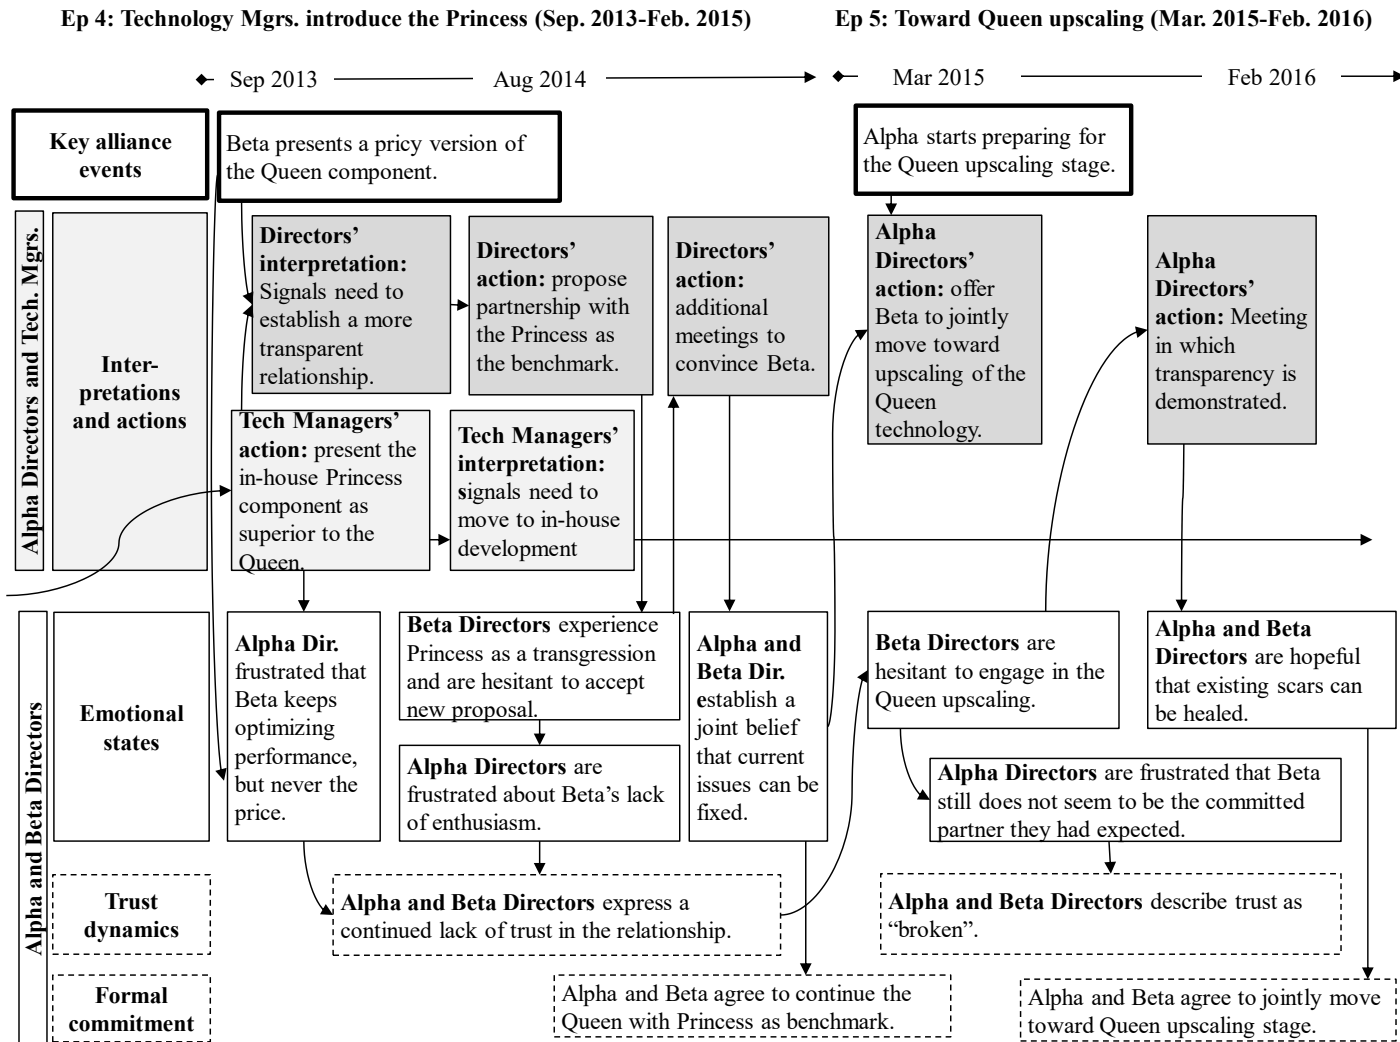 Ep 4: Technology Mgrs. introduce the Princess (Sep. 2013-Feb. 2015)
Ep 5: Toward Queen upscaling (Mar. 2015-Feb. 2016)
Sep 2013
Aug 2014
Mar 2015
Feb 2016
Key alliance
events
Beta presents a pricy version of
the Queen component.
Alpha starts preparing for
the Queen upscaling stage.
Alpha Directors and Tech. Mgrs.
Inter-
pretations
and actions
Directors’
interpretation:
Signals need to
establish a more
transparent
relationship.
Directors’
action: propose
partnership with
the Princess as
the benchmark.
Directors’
action:
additional
meetings to
convince Beta.
Alpha
Directors’
action: offer
Beta to jointly
move toward
upscaling of the
Queen
technology.
Alpha
Directors’
action: Meeting
in which
transparency is
demonstrated.
Tech Managers’
action: present the
in-house Princess
component as
superior to the
Queen.
Tech Managers’
interpretation:
signals need to
move to in-house
development
Alpha and Beta Directors
Emotional
states
Alpha Dir.
frustrated that
Beta keeps
optimizing
performance,
but never the
price.
Beta Directors experience
Princess as a transgression
and are hesitant to accept
new proposal.
Alpha Directors are
frustrated about Beta’s lack
of enthusiasm.
Alpha and
Beta Dir.
establish a
joint belief
that current
issues can be
fixed.
Beta Directors are
hesitant to engage in the
Queen upscaling.
Alpha and Beta
Directors are hopeful
that existing scars can
be healed.
Alpha Directors are frustrated that Beta
still does not seem to be the committed
partner they had expected.
Trust
dynamics
Alpha and Beta Directors express a
continued lack of trust in the relationship.
Alpha and Beta Directors describe trust as
“broken”.
Formal
commitment
Alpha and Beta agree to continue the
Queen with Princess as benchmark.
Alpha and Beta agree to jointly move
toward Queen upscaling stage.